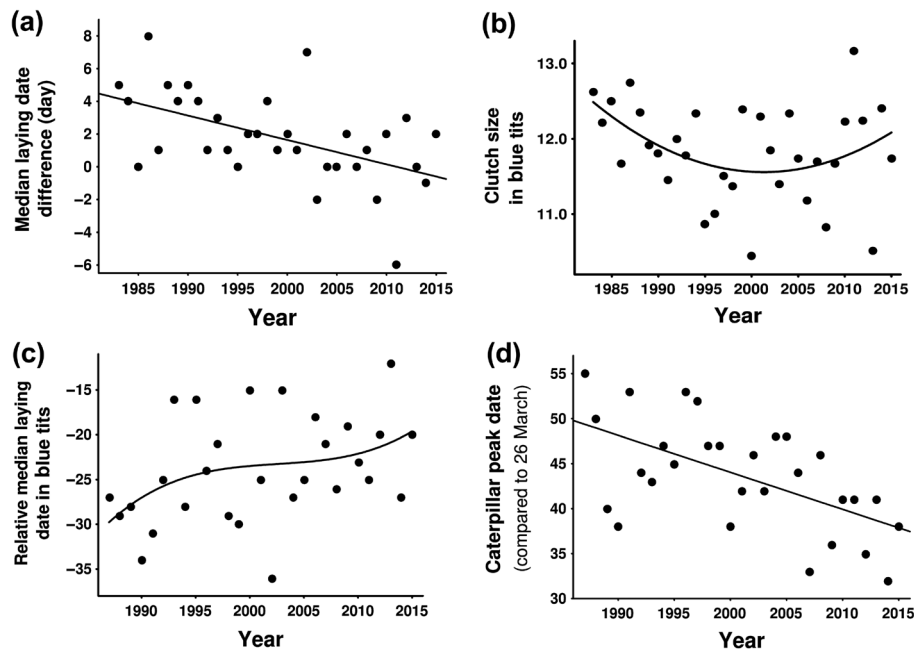 (a)
Median laying date
difference (day)
8
6
4
2
0
−2
−4
−6
1985 1990 1995 2000 2005 2010 2015
Year
(b)
Clutch size
in blue tits
13.0
12.0
11.0
1985 1990 1995 2000 2005 2010 2015
Year
(c)
Relative median laying
date in blue tits
−15
−20
−25
−30
−35
1990 1995 2000 2005 2010 2015
Year
(d)
Caterpillar peak date
(compared to 26 March)
55
50
45
40
35
30
1990 1995 2000 2005 2010 2015
Year